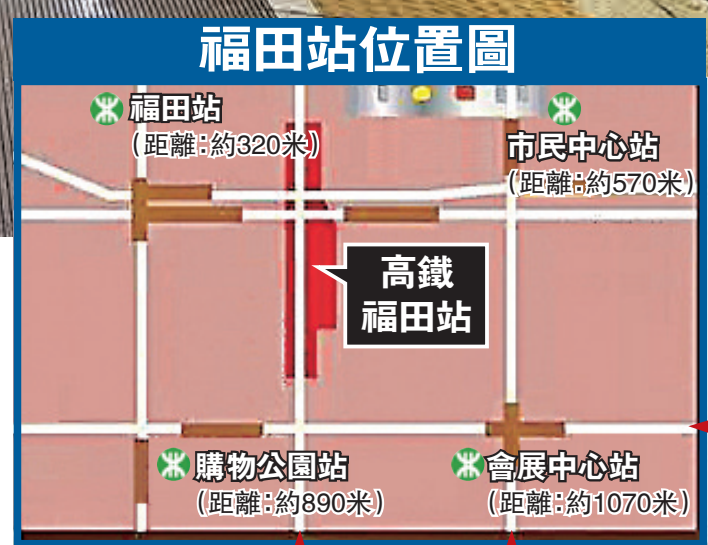 福田站位置圖
福田站
(距離:約320米)
市民中心站
(距離:約570米)
高鐵
福田站
購物公園站
(距離:約890米)
會展中心站
(距離:約1070米)